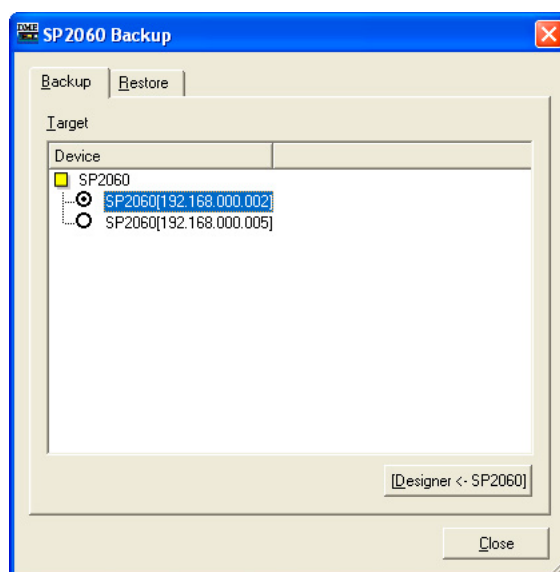 DME SP2060 Backup
Backup Restore
Target
Device
SP2060
SP2060[192.168.000.002]
SP2060[192.168.000.005]
[Designer <- SP2060]
Close